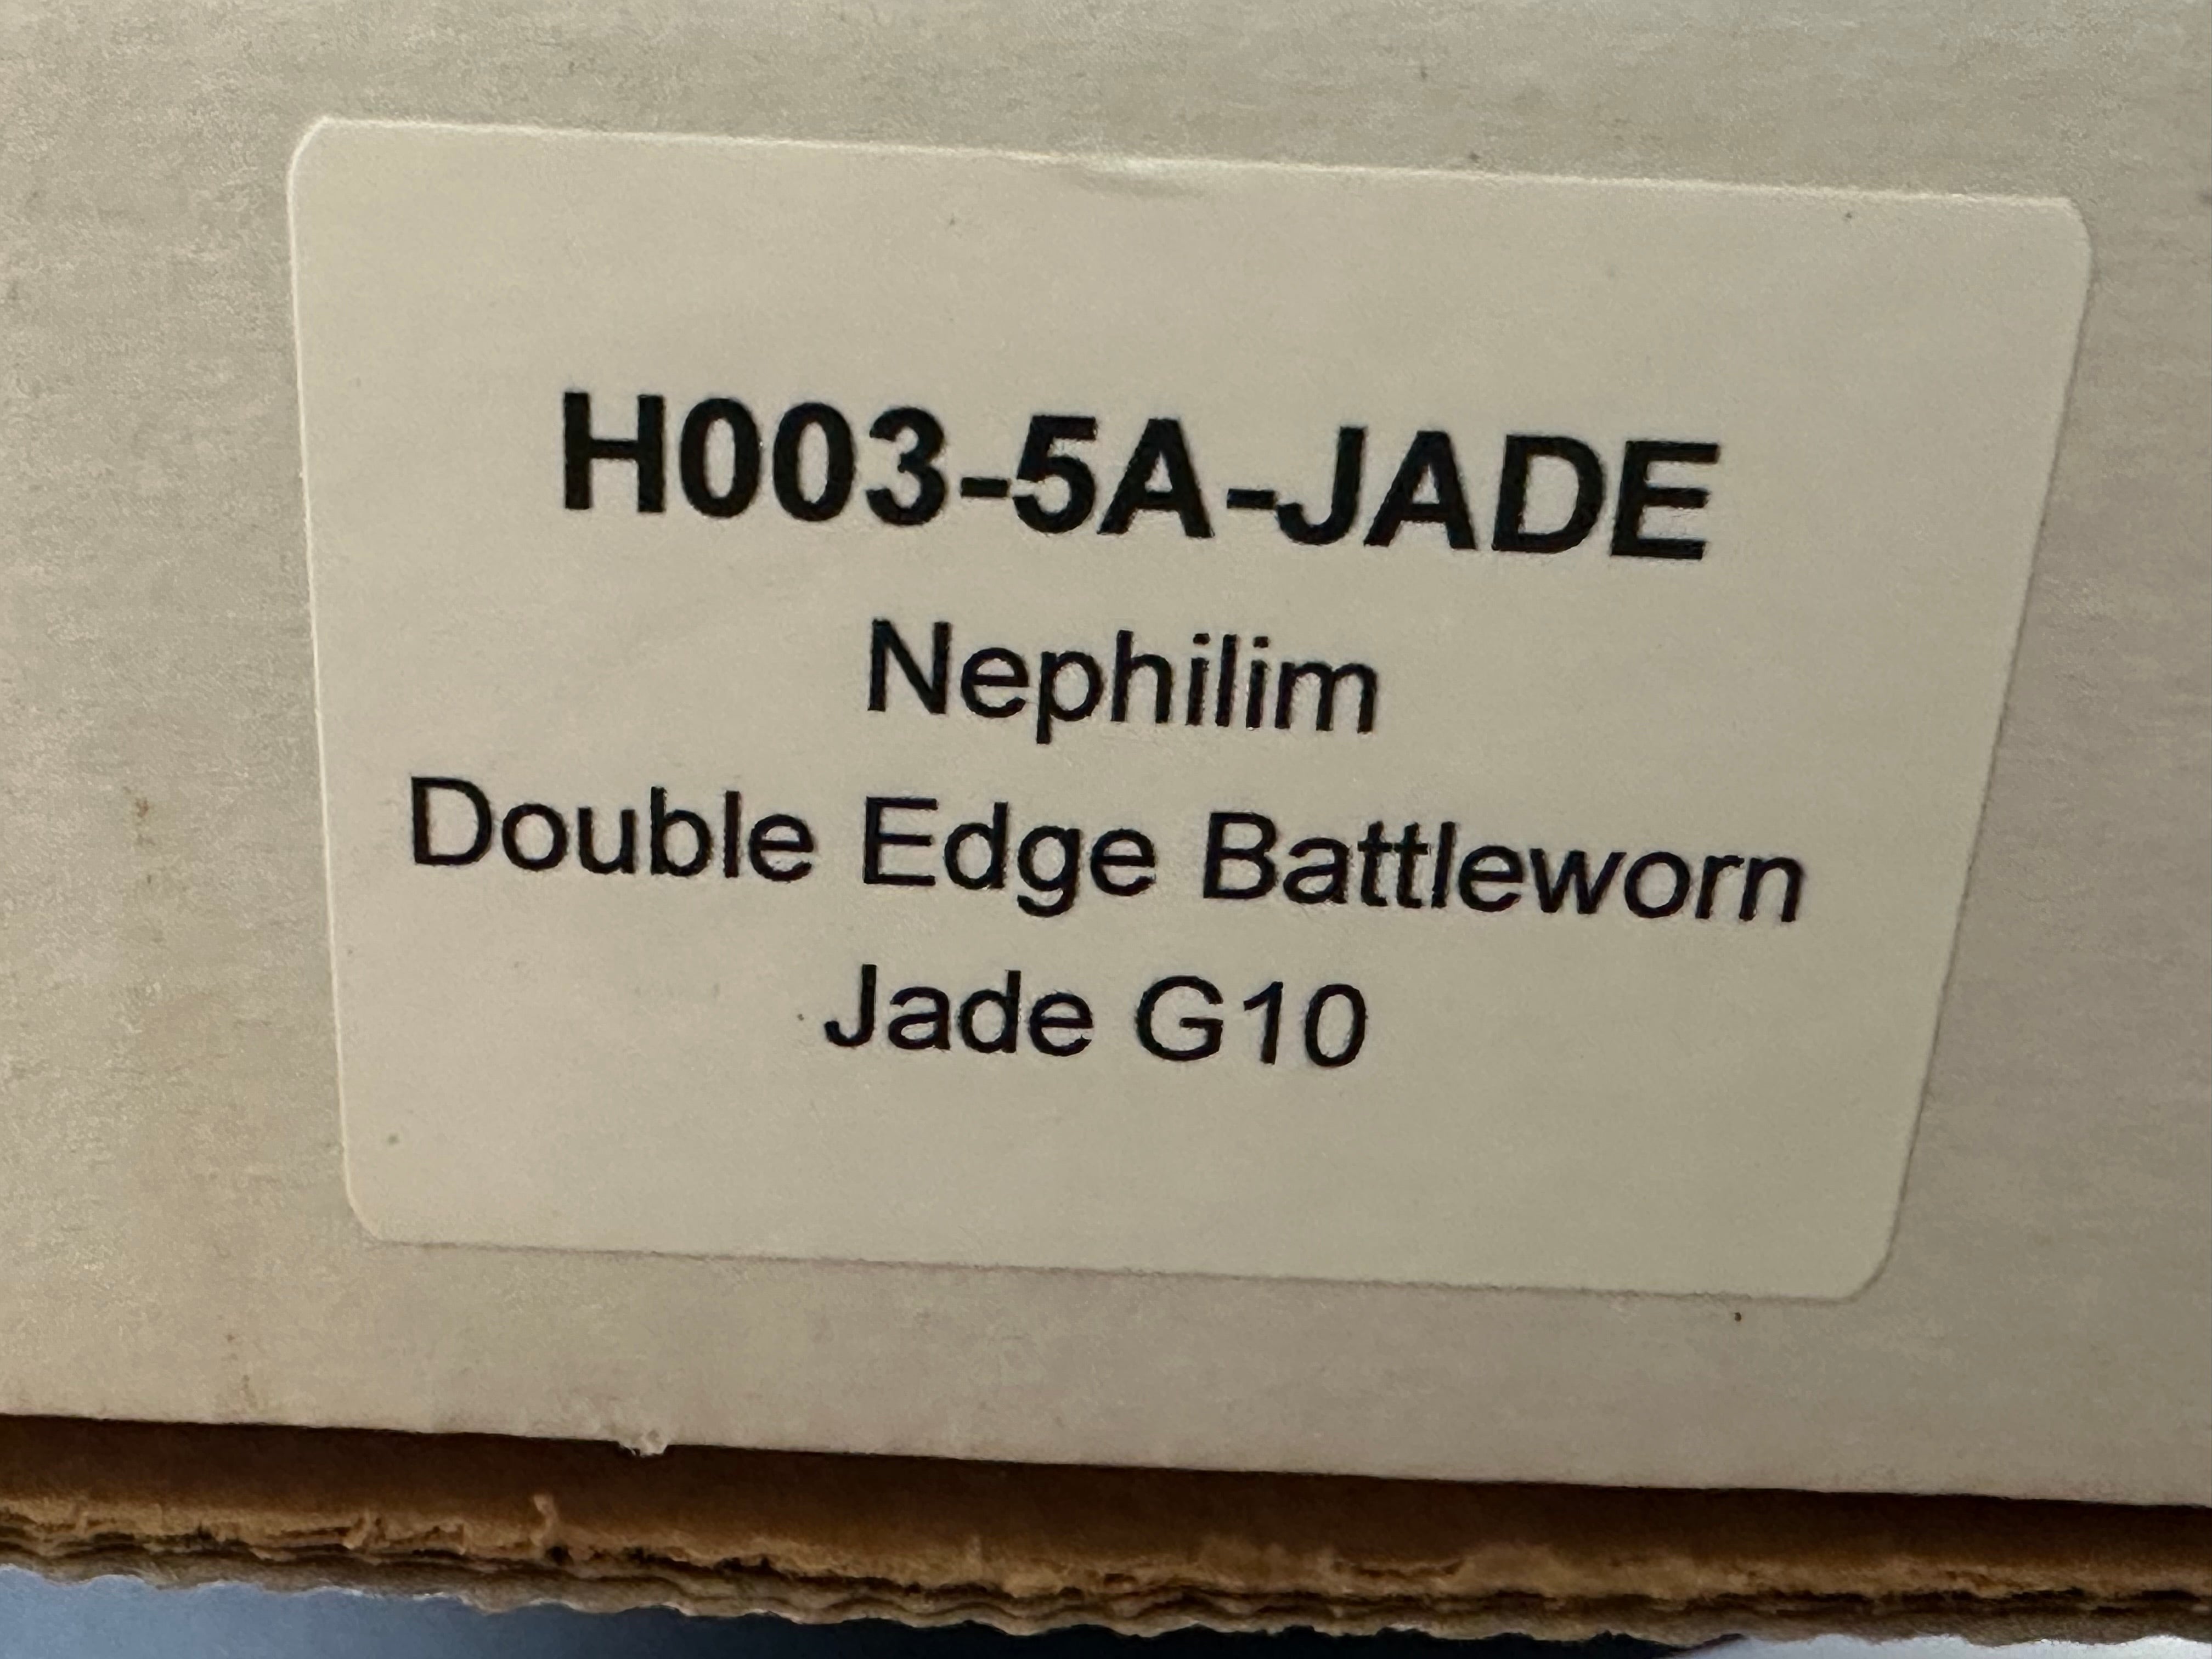 H003-5A-JADE
Nephilim
Double Edge Battleworn
Jade G10